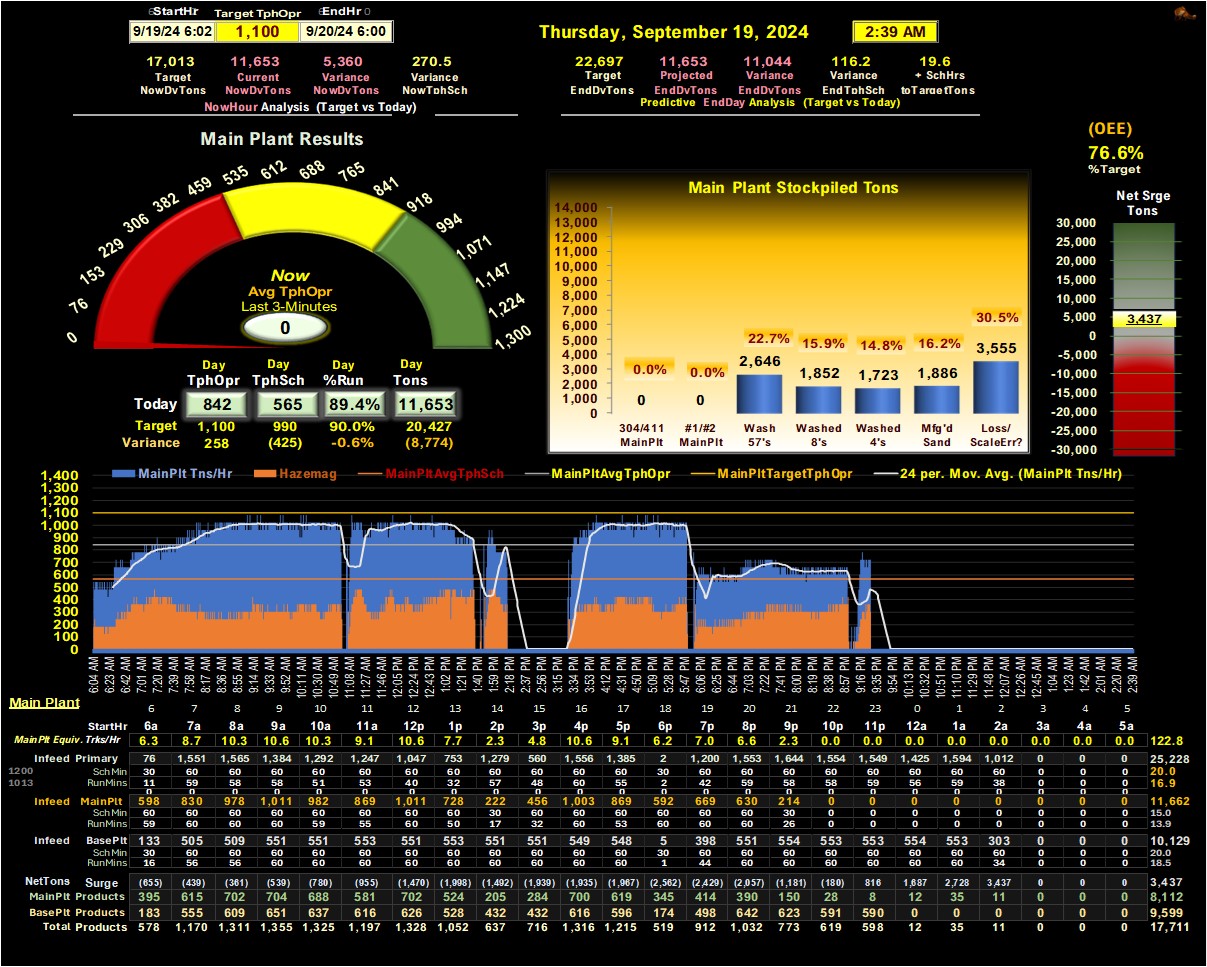 StartHr Target TphOpr EndHr
9/19/24 6:02 1,100 9/20/24 6:00
Thursday, September 19, 2024 2:39 AM
17,013 11,653 5,360 270.5
Target Current Variance Variance
NowDvTons NowDvTons NowDvTons NowTphSch
NowHour Analysis (Target vs Today)
22,697 11,653 11,044 116.2 19.6
Target Projected Variance Variance + SchHrs
EndDvTons EndDvTons EndDvTons EndTphSch toTargetTons
Predictive EndDay Analysis (Target vs Today)
(OEE)
76.6%
%Target
Main Plant Results
0 76 153 229 306 382 459 535 612 688 765 841 918 994 1,071 1,147 1,224 1,300
Now
Avg TphOpr
Last 3-Minutes
0
Day Day Day Day
TphOpr TphSch %Run Tons
Today 842 565 89.4% 11,653
Target 1,100 990 90.0% 20,427
Variance 258 (425) -0.6% (8,774)
Main Plant Stockpiled Tons
14,000
13,000
12,000
11,000
10,000
9,000
8,000
7,000
6,000
5,000
4,000
3,000
2,000
1,000
0
0.0% 0.0% 22.7% 15.9% 14.8% 16.2% 30.5%
0 0 2,646 1,852 1,723 1,886 3,555
304/411 #1/#2 Wash Washed Washed Mfg'd Loss/
MainPlt MainPlt 57's 8's 4's Sand ScaleErr?
Net Srge
Tons
30,000
25,000
20,000
15,000
10,000
5,000
0
-5,000
-10,000
-15,000
-20,000
-25,000
-30,000
3,437
MainPlt Tns/Hr Hazemag MainPltAvgTphSch MainPltAvgTphOpr MainPltTargetTphOpr 24 per. Mov. Avg. (MainPlt Tns/Hr)
1,400
1,300
1,200
1,100
1,000
900
800
700
600
500
400
300
200
100
0
6:04 AM 6:23 AM 6:42 AM 7:01 AM 7:20 AM 7:39 AM 7:58 AM 8:17 AM 8:36 AM 8:55 AM 9:14 AM 9:33 AM 9:52 AM 10:11 AM 10:30 AM 10:49 AM 11:08 AM 11:27 AM 11:46 AM 12:05 PM 12:24 PM 12:43 PM 1:02 PM 1:21 PM 1:40 PM 1:59 PM 2:18 PM 2:37 PM 2:56 PM 3:15 PM 3:34 PM 3:53 PM 4:12 PM 4:31 PM 4:50 PM 5:09 PM 5:28 PM 5:47 PM 6:06 PM 6:25 PM 6:44 PM 7:03 PM 7:22 PM 7:41 PM 8:00 PM 8:19 PM 8:38 PM 8:57 PM 9:16 PM 9:35 PM 9:54 PM 10:13 PM 10:32 PM 10:51 PM 11:10 PM 11:29 PM 11:48 PM 12:07 AM 12:26 AM 12:45 AM 1:04 AM 1:23 AM 1:42 AM 2:01 AM 2:20 AM 2:39 AM
Main Plant
6 7 8 9 10 11 12 13 14 15 16 17 18 19 20 21 22 23 0 1 2 3 4 5
StartHr 6a 7a 8a 9a 10a 11a 12p 1p 2p 3p 4p 5p 6p 7p 8p 9p 10p 11p 12a 1a 2a 3a 4a 5a
MainPlt Equiv. Trks/Hr 6.3 8.7 10.3 10.6 10.3 9.1 10.6 7.7 2.3 4.8 10.6 9.1 6.2 7.0 6.6 2.3 0.0 0.0 0.0 0.0 0.0 0.0 0.0 0.0 122.8
Infeed Primary 76 1,551 1,565 1,384 1,292 1,247 1,047 753 1,279 560 1,556 1,385 2 1,200 1,553 1,644 1,554 1,549 1,425 1,594 1,012 0 0 0 25,228
1200 Sch Min 30 60 60 60 60 60 60 60 60 60 60 60 30 60 60 60 60 60 60 60 60 0 0 0 20.0
1013 RunMins 11 59 58 58 51 53 40 32 57 48 60 55 2 42 59 58 58 59 56 59 38 0 0 0 16.9
0 0 0 0 0 0 0 0 0 0 0 0 0 0 0 0 0 0 0 0 0 0 0 0
Infeed MainPlt 598 830 978 1,011 982 869 1,011 728 222 456 1,003 869 592 669 630 214 0 0 0 0 0 0 0 0 11,662
Sch Min 60 60 60 60 60 60 60 60 30 60 60 60 60 60 60 30 0 0 0 0 0 0 0 0 15.0
RunMins 59 60 60 60 59 55 60 50 17 32 60 53 60 60 60 26 0 0 0 0 0 0 0 0 13.9
Infeed BasePlt 133 505 509 551 551 553 551 553 551 551 549 548 5 398 551 554 553 553 554 553 303 0 0 0 10,129
Sch Min 30 60 60 60 60 60 60 60 60 60 60 60 30 60 60 60 60 60 60 60 60 0 0 0 20.0
RunMins 16 56 56 60 60 60 60 60 60 60 60 60 1 44 60 60 60 60 60 60 34 0 0 0 18.5
NetTons Surge (655) (439) (361) (539) (780) (955) (1,470) (1,998) (1,492) (1,939) (1,935) (1,967) (2,562) (2,429) (2,057) (1,181) (180) 816 1,687 2,728 3,437 0 0 0 3,437
MainPlt Products 395 615 702 704 688 581 702 524 205 284 700 619 345 414 390 150 28 8 12 35 11 0 0 0 8,112
BasePlt Products 183 555 609 651 637 616 626 528 432 432 616 596 174 498 642 623 591 590 0 0 0 0 0 0 9,599
Total Products 578 1,170 1,311 1,355 1,325 1,197 1,328 1,052 637 716 1,316 1,215 519 912 1,032 773 619 598 12 35 11 0 0 0 17,711